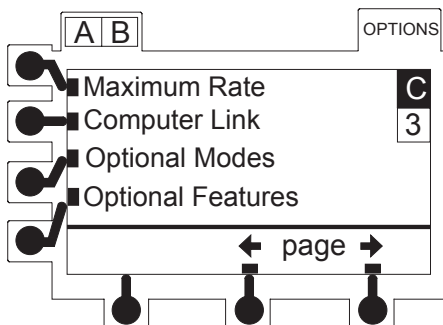 A B
OPTIONS
Maximum Rate C
Computer Link 3
Optional Modes
Optional Features
page